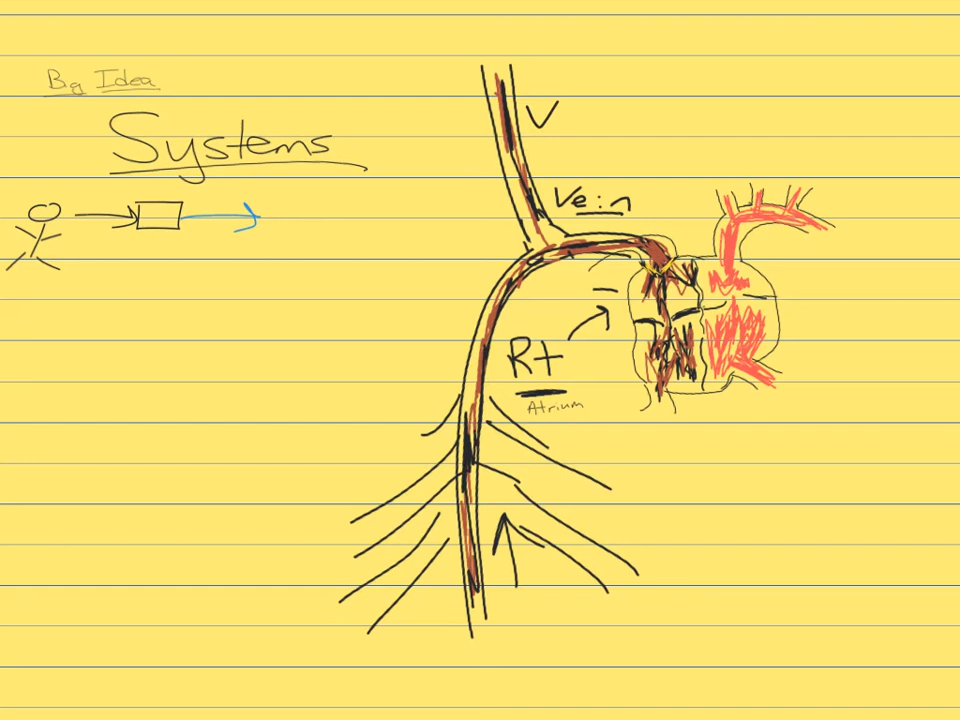 Big Idea
Systems
V
Vein
Rt
Atrium